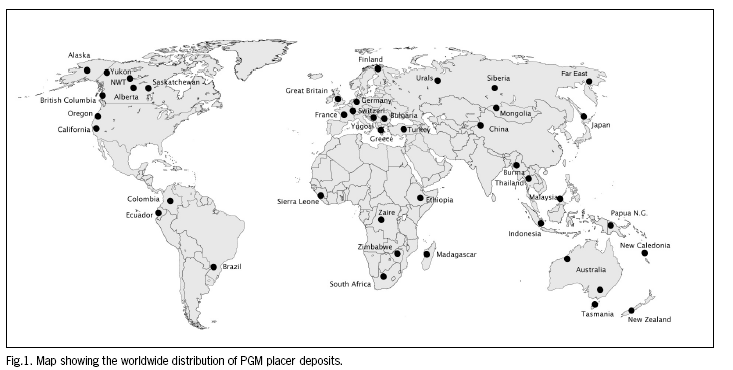 Alaska
Yukon
NWT
Saskatchewan
British Columbia
Alberta
Oregon
California
Colombia
Ecuador
Brazil
Finland
Great Britain
Germany
France
Switzerl
Yugosl
Bulgaria
Greece
Turkey
Urals
Siberia
Far East
Mongolia
China
Japan
Burma
Thailand
Malaysia
Indonesia
Papua N.G.
New Caledonia
Australia
Tasmania
New Zealand
Sierra Leone
Ethiopia
Zaire
Zimbabwe
Madagascar
South Africa
Fig.1. Map showing the worldwide distribution of PGM placer deposits.